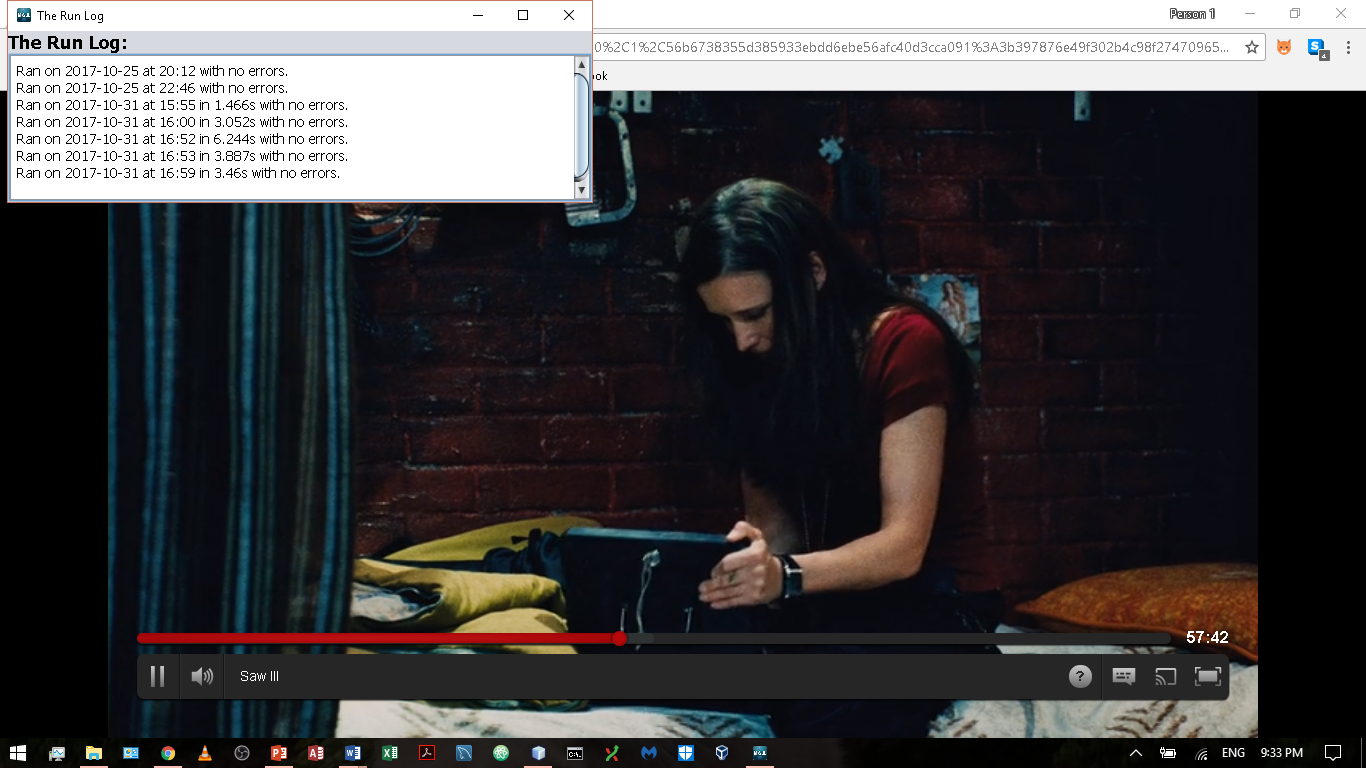 The Run Log
The Run Log:
Ran on 2017-10-25 at 20:12 with no errors.
Ran on 2017-10-25 at 22:46 with no errors.
Ran on 2017-10-31 at 15:55 in 1.466s with no errors.
Ran on 2017-10-31 at 16:00 in 3.052s with no errors.
Ran on 2017-10-31 at 16:52 in 6.244s with no errors.
Ran on 2017-10-31 at 16:53 in 3.887s with no errors.
Ran on 2017-10-31 at 16:59 in 3.46s with no errors.
Person 1
0%2C1%2C56b6738355d385933ebdd6ebe56afc40d3cca091%3A3b397876e49f302b4c98f27470965...
ook
57:42
Saw III
ENG
9:33 PM